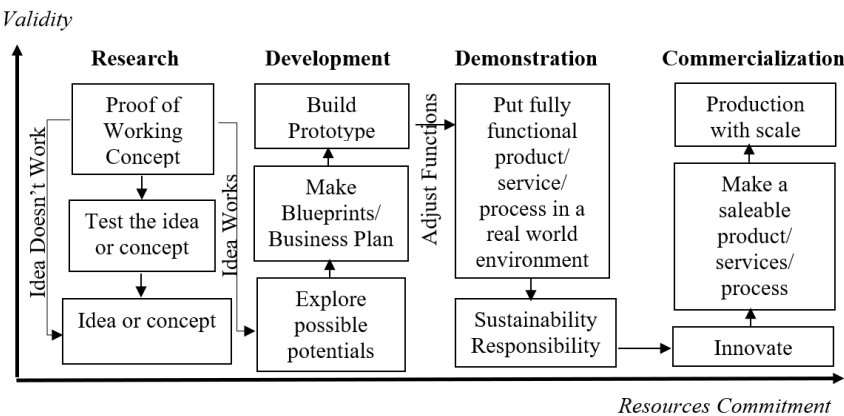 Validity
Research
Development
Demonstration
Commercialization
Proof of
Working
Concept
Test the idea
or concept
Idea or concept
Idea Doesn't Work
Idea Works
Build
Prototype
Make
Blueprints/
Business Plan
Explore
possible
potentials
Adjust Functions
Put fully
functional
product/
service/
process in a
real world
environment
Sustainability
Responsibility
Production
with scale
Make a
saleable
product/
services/
process
Innovate
Resources Commitment